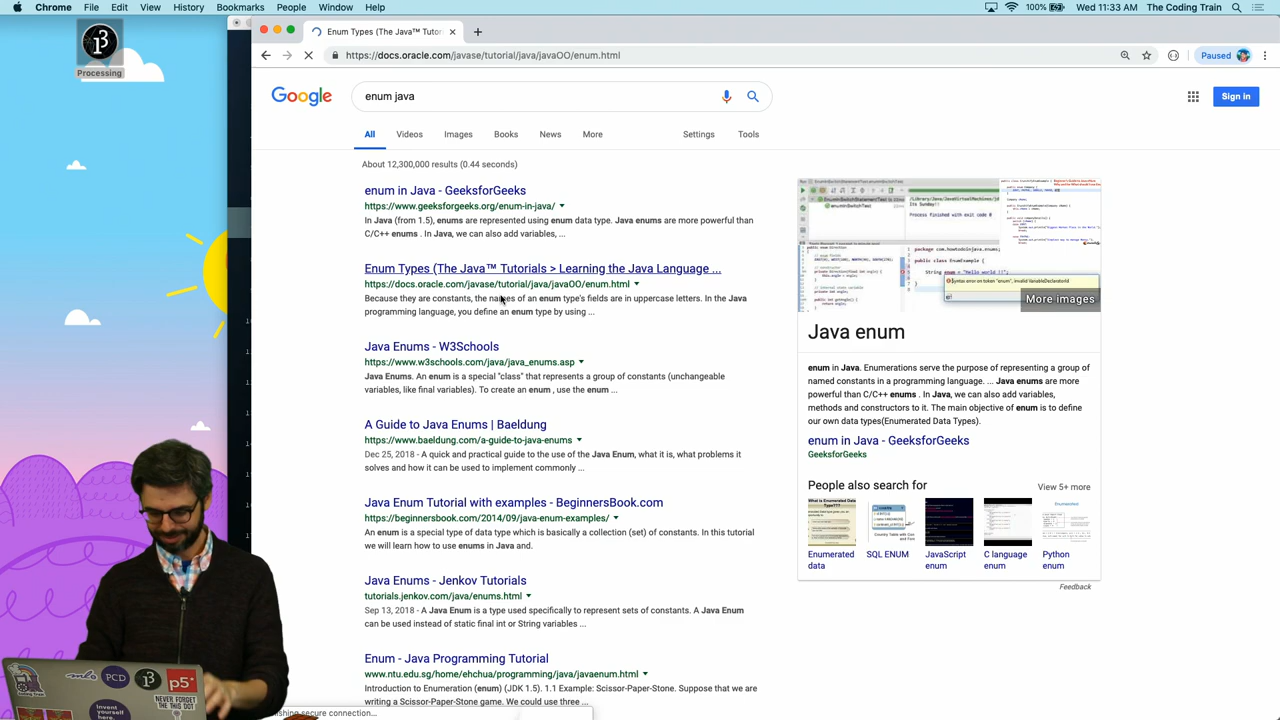 Chrome File Edit View History Bookmarks People Window Help 100% Wed 11:33 AM The Coding Train
Processing
Enum Types (The Java™ Tutor
https://docs.oracle.com/javase/tutorial/java/javaOO/enum.html
Paused
Google
enum java
Sign in
All Videos Images Books News More Settings Tools
About 12,300,000 results (0.44 seconds)
enum in Java - GeeksforGeeks
https://www.geeksforgeeks.org/enum-in-java/
In Java (from 1.5), enums are represented using enum data type. Java enums are more powerful than
C/C++ enums . In Java, we can also add variables, ...
Enum Types (The Java™ Tutorials > Learning the Java Language ...
https://docs.oracle.com/javase/tutorial/java/javaOO/enum.html
Because they are constants, the names of an enum type's fields are in uppercase letters. In the Java
programming language, you define an enum type by using ...
Java Enums - W3Schools
https://www.w3schools.com/java/java_enums.asp
Java Enums. An enum is a special "class" that represents a group of constants (unchangeable
variables, like final variables). To create an enum , use the enum ...
A Guide to Java Enums | Baeldung
https://www.baeldung.com/a-guide-to-java-enums
Dec 25, 2018 - A quick and practical guide to the use of the Java Enum, what it is, what problems it
solves and how it can be used to implement commonly ...
Java Enum Tutorial with examples - BeginnersBook.com
https://beginnersbook.com/2014/09/java-enum-examples/
An enum is a special type of data type which is basically a collection (set) of constants. In this tutorial
we will learn how to use enums in Java and.
Java Enums - Jenkov Tutorials
tutorials.jenkov.com/java/enums.html
Sep 13, 2018 - A Java Enum is a type used specifically to represent sets of constants. A Java Enum
can be used instead of static final int or String variables ...
Enum - Java Programming Tutorial
www.ntu.edu.sg/home/ehchua/programming/java/javaenum.html
Introduction to Enumeration (enum) (JDK 1.5). 1.1 Example: Scissor-Paper-Stone. Suppose that we are
writing a Scissor-Paper-Stone game. We could use three ...
More images
Java enum
enum in Java. Enumerations serve the purpose of representing a group of
named constants in a programming language. ... Java enums are more
powerful than C/C++ enums . In Java, we can also add variables,
methods and constructors to it. The main objective of enum is to define
our own data types(Enumerated Data Types).
enum in Java - GeeksforGeeks
GeeksforGeeks
People also search for
View 5+ more
Enumerated data
SQL ENUM
JavaScript enum
C language enum
Python enum
Feedback
PCD
p5*
NEVER FORGET
THE THIS DOT
Invent
yourself
here.